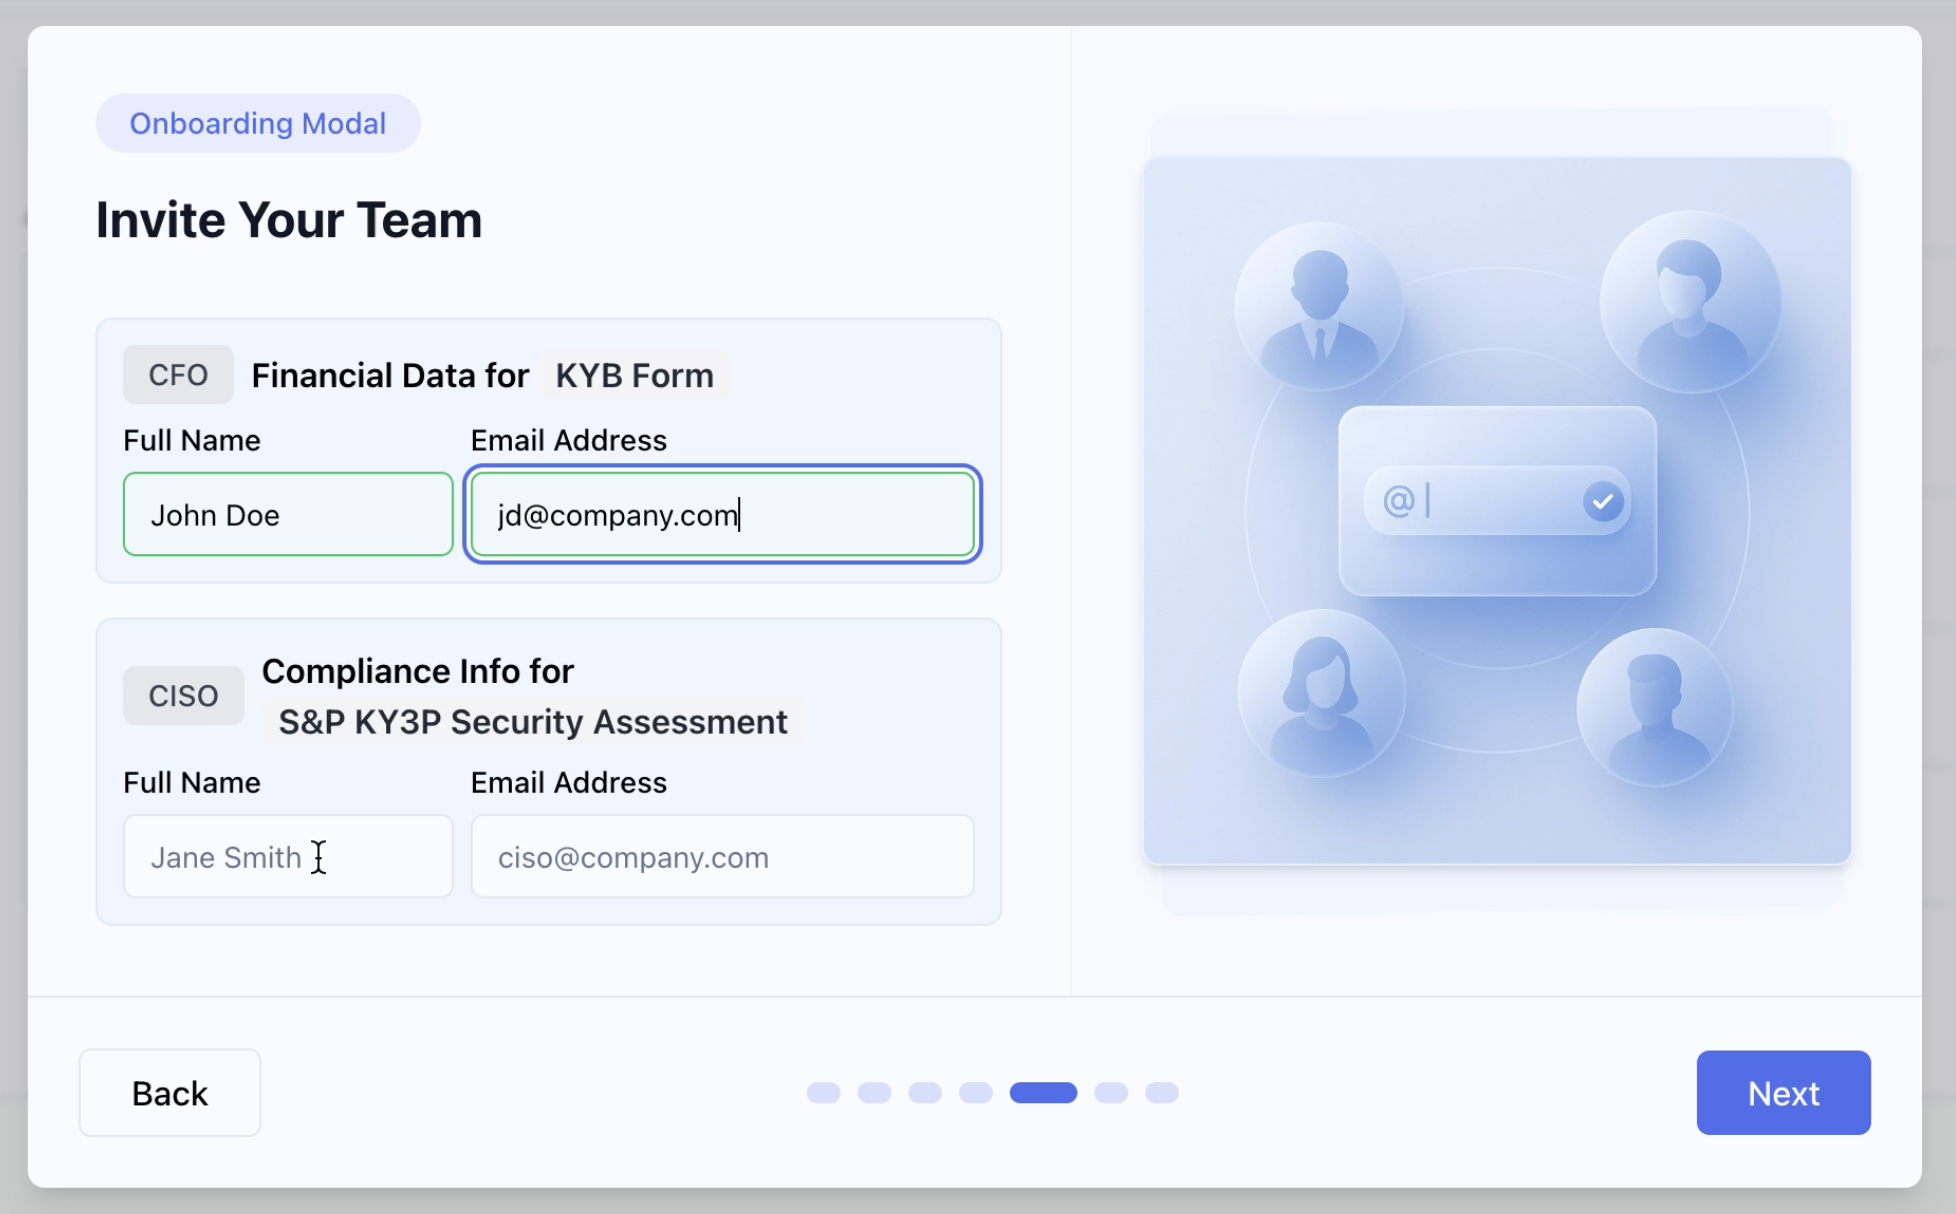 Onboarding Modal
Invite Your Team
CFO Financial Data for KYB Form
Full Name Email Address
John Doe jd@company.com
CISO Compliance Info for
S&P KY3P Security Assessment
Full Name Email Address
Jane Smith ciso@company.com
@
Back Next